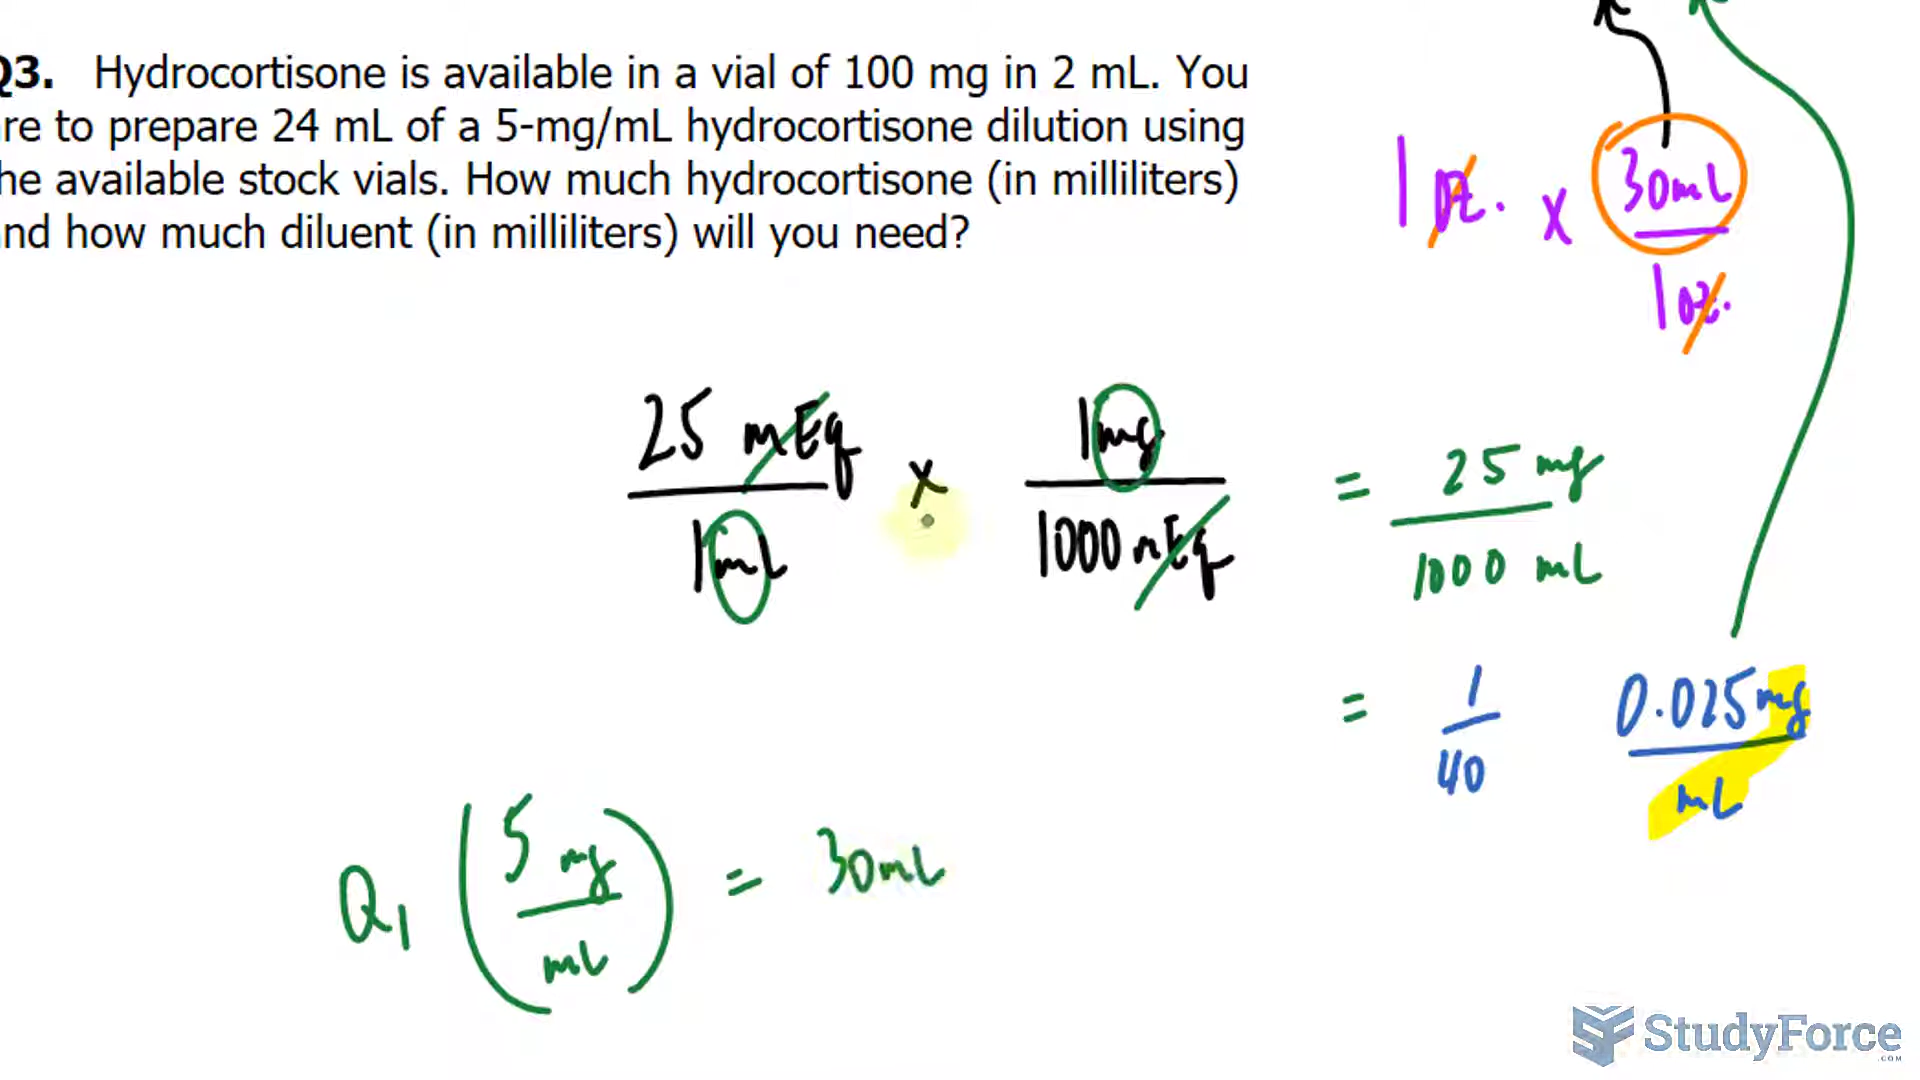 Q3. Hydrocortisone is available in a vial of 100 mg in 2 mL. You
re to prepare 24 mL of a 5-mg/mL hydrocortisone dilution using
he available stock vials. How much hydrocortisone (in milliliters)
nd how much diluent (in milliliters) will you need?
1 oz. x 30mL
1 oz.
25 mEq x 1mg = 25 mg
1mL 1000 mEq 1000 mL
= 1 0.025mg
40 mL
Q1 ( 5 mg ) = 30mL
mL
StudyForce
.COM